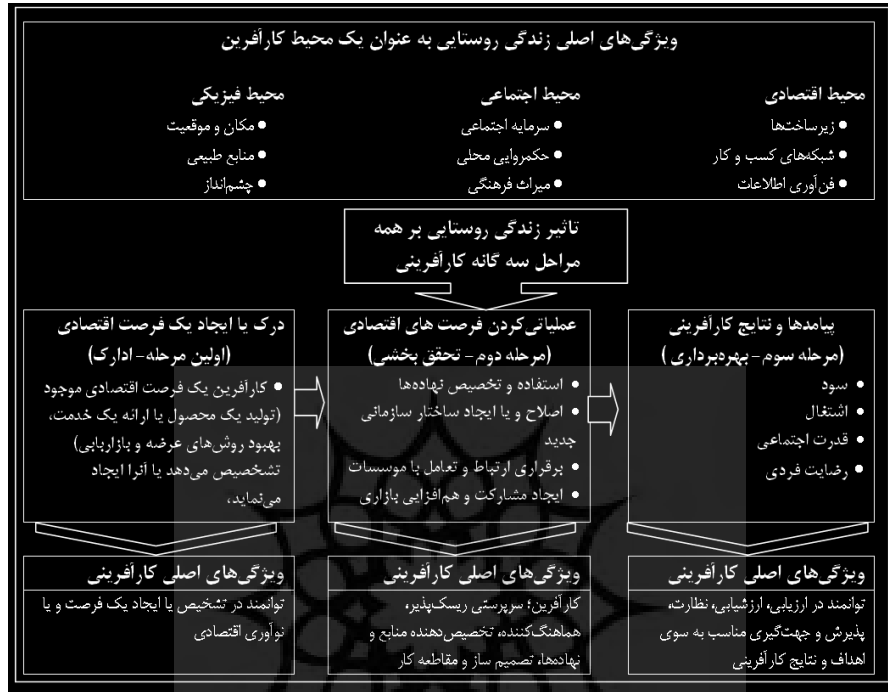 ویژگی‌های اصلی زندگی روستایی به عنوان یک محیط کارآفرین
محیط اقتصادی
• زیرساخت‌ها
• شبکه‌های کسب و کار
• فن‌آوری اطلاعات
محیط اجتماعی
• سرمایه اجتماعی
• حکمروایی محلی
• میراث فرهنگی
محیط فیزیکی
• مکان و موقعیت
• منابع طبیعی
• چشم‌انداز
تاثیر زندگی روستایی بر همه
مراحل سه گانه کارآفرینی
درک یا ایجاد یک فرصت اقتصادی
(اولین مرحله- ادارک)
• کارآفرین یک فرصت اقتصادی موجود
(تولید یک محصول یا ارائه یک خدمت،
بهبود روش‌های عرضه و بازاریابی)
تشخصیص می‌دهد یا آنرا ایجاد
می‌نماید،
عملیاتی‌کردن فرصت های اقتصادی
(مرحله دوم- تحقق بخشی)
• استفاده و تخصیص نهاده‌ها
• اصلاح و یا ایجاد ساختار سازمانی
جدید
• برقراری ارتباط و تعامل با موسسات
• ایجاد مشارکت و هم‌افزایی بازاری
پیامدها و نتایج کارآفرینی
(مرحله سوم- بهره‌برداری )
• سود
• اشتغال
• قدرت اجتماعی
• رضایت فردی
ویژگی‌های اصلی کارآفرینی
توانمند در تشخیص یا ایجاد یک فرصت و یا
نوآوری اقتصادی
ویژگی‌های اصلی کارآفرینی
کارآفرین؛ سرپرستی ریسک‌پذیر،
هماهنگ‌کننده، تخصیص‌دهنده منابع و
نهاده‌ها، تصمیم ساز و مقاطعه کار
ویژگی‌های اصلی کارآفرینی
توانمند در ارزیابی، ارزشیابی، نظارت،
پذیرش و جهت‌گیری مناسب به سوی
اهداف و نتایج کارآفرینی